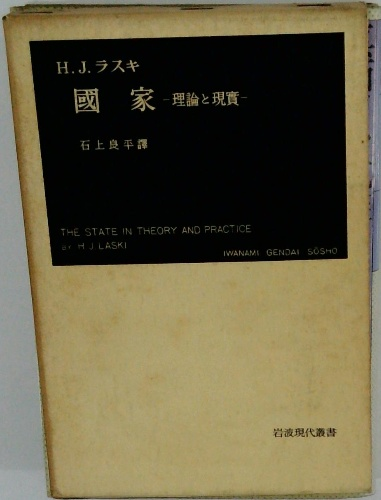 H.J.ラスキ
國家 -理論と現實-
石上良平譯
THE STATE IN THEORY AND PRACTICE
BY H.J.LASKI
IWANAMI GENDAI SŌSHO
岩波現代叢書